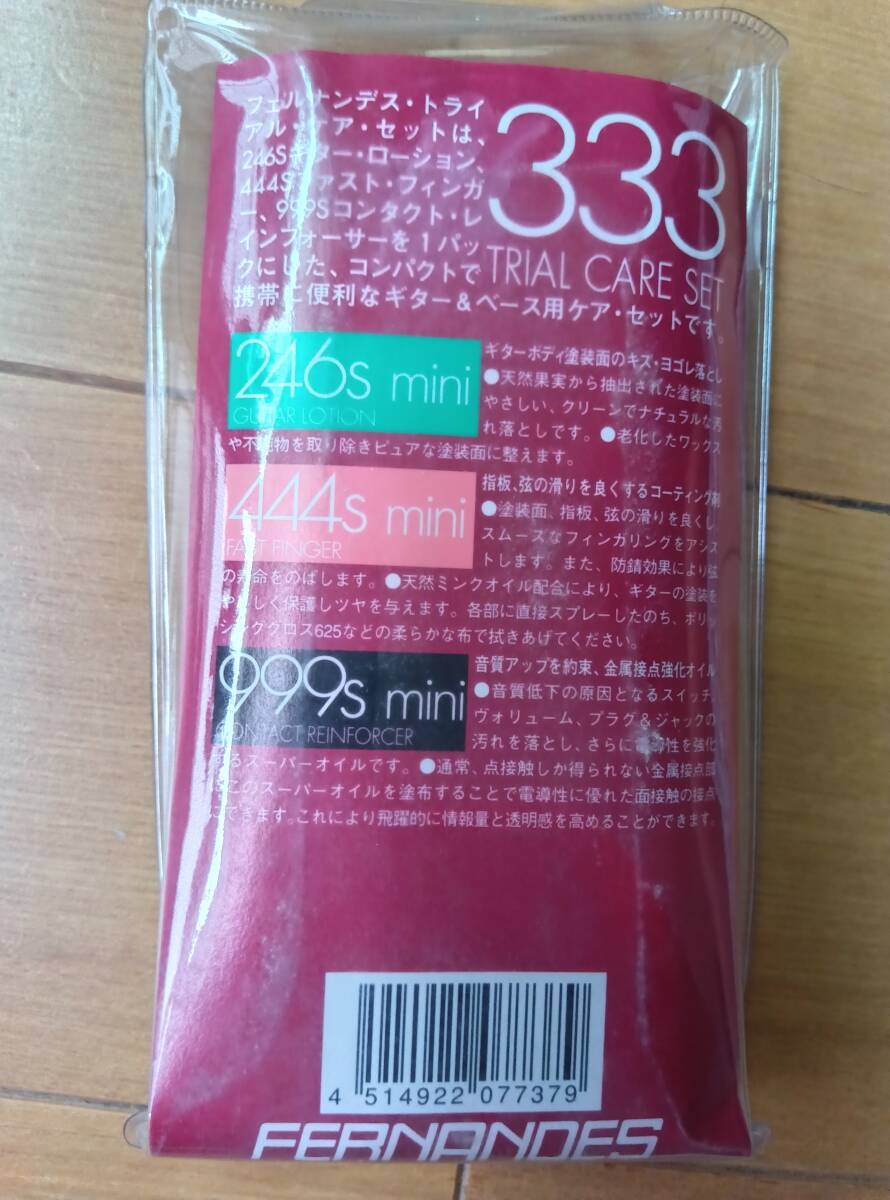 フェルナンデス・トライ
アル・ケア・セットは、
246Sギター・ローション、
444Sファスト・フィンガ
ー、999Sコンタクト・レ
インフォーサーを1パッ
クにした、コンパクトで
携帯に便利なギター&ベース用ケア・セットです。
333
TRIAL CARE SET
246s mini
GUITAR LOTION
ギターボディ塗装面のキズ・ヨゴレ落とし
●天然果実から抽出された塗装面に
やさしい、クリーンでナチュラルな汚
れ落としです。●老化したワックス
や不純物を取り除きピュアな塗装面に整えます。
444s mini
FAST FINGER
指板、弦の滑りを良くするコーティング剤
●塗装面、指板、弦の滑りを良くし、
スムースなフィンガリングをアシス
トします。また、防錆効果により弦
の寿命をのばします。●天然ミンクオイル配合により、ギターの塗装を
やさしく保護しツヤを与えます。各部に直接スプレーしたのち、ポリッ
シングクロス625などの柔らかな布で拭きあげてください。
999s mini
CONTACT REINFORCER
音質アップを約束、金属接点強化オイル
●音質低下の原因となるスイッチ、
ヴォリューム、プラグ&ジャックの
汚れを落とし、さらに電導性を強化
するスーパーオイルです。●通常、点接触しか得られない金属接点部
にこのスーパーオイルを塗布することで電導性に優れた面接触の接点
にできます。これにより飛躍的に情報量と透明感を高めることができます。
4 514922 077379
FERNANDES